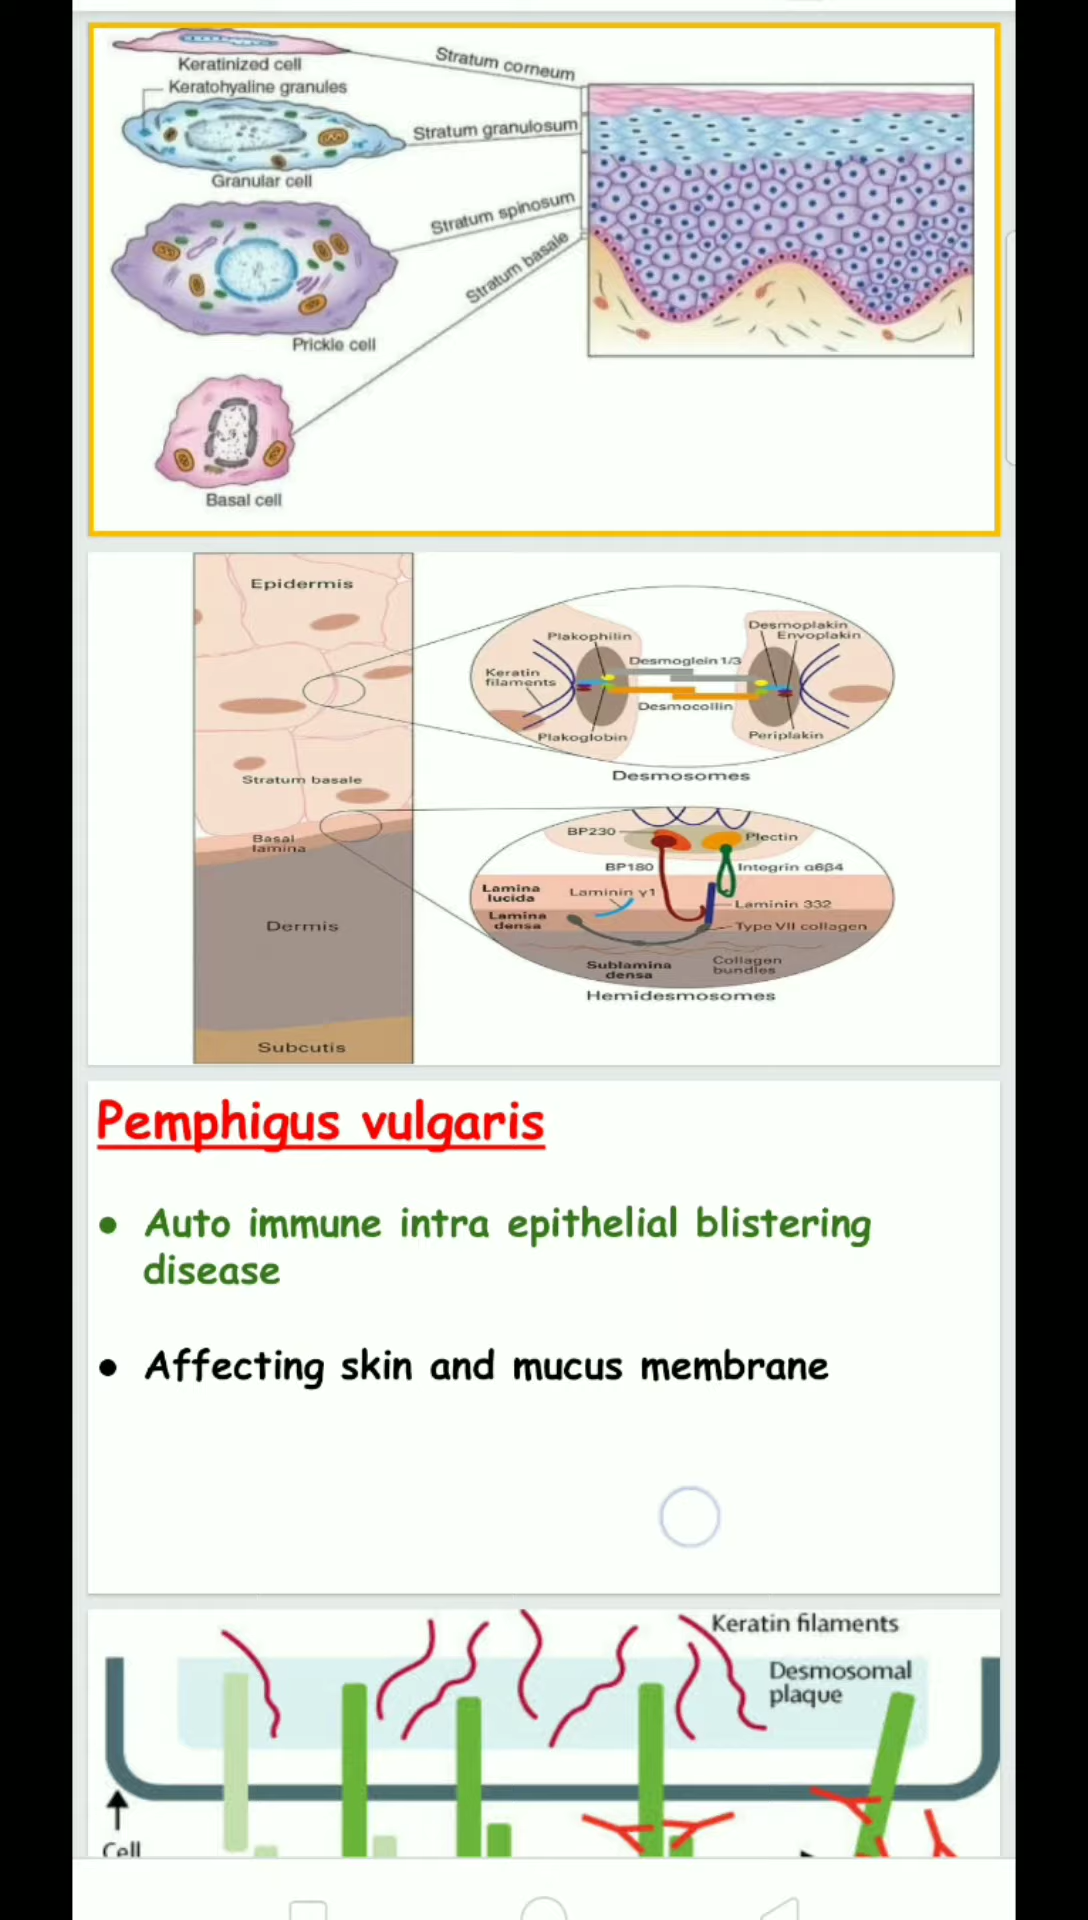 Keratinized cell
Keratohyaline granules
Granular cell
Prickle cell
Basal cell
Stratum corneum
Stratum granulosum
Stratum spinosum
Stratum basale
Epidermis
Stratum basale
Basal
lamina
Dermis
Subcutis
Plakophilin
Desmoplakin
Envoplakin
Desmoglein 1/3
Keratin
filaments
Desmocollin
Plakoglobin
Periplakin
Desmosomes
BP230
Plectin
BP180
Integrin α6β4
Lamina
lucida
Laminin γ1
Laminin 332
Lamina
densa
Type VII collagen
Sublamina
densa
Collagen
bundles
Hemidesmosomes
Pemphigus vulgaris
• Auto immune intra epithelial blistering
disease
• Affecting skin and mucus membrane
Keratin filaments
Desmosomal
plaque
Cell